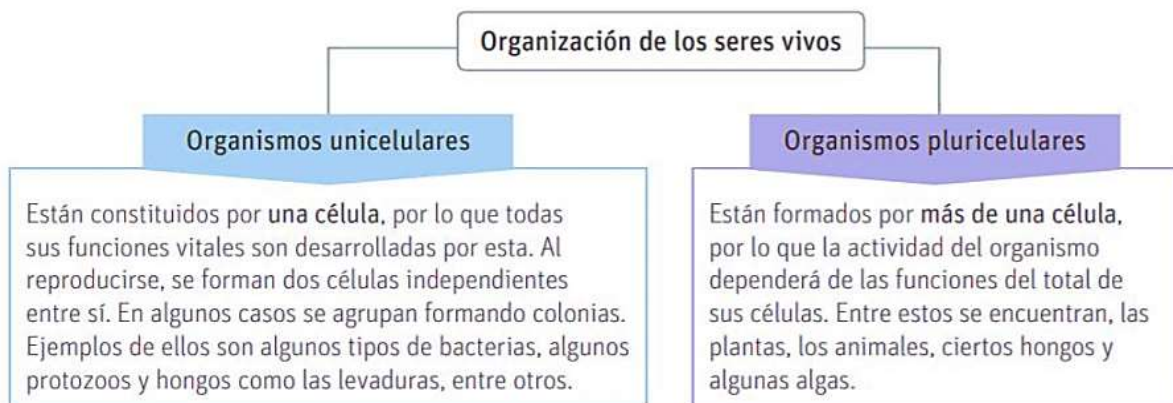 Organización de los seres vivos
Organismos unicelulares
Están constituidos por una célula, por lo que todas
sus funciones vitales son desarrolladas por esta. Al
reproducirse, se forman dos células independientes
entre sí. En algunos casos se agrupan formando colonias.
Ejemplos de ellos son algunos tipos de bacterias, algunos
protozoos y hongos como las levaduras, entre otros.
Organismos pluricelulares
Están formados por más de una célula,
por lo que la actividad del organismo
dependerá de las funciones del total de
sus células. Entre estos se encuentran, las
plantas, los animales, ciertos hongos y
algunas algas.